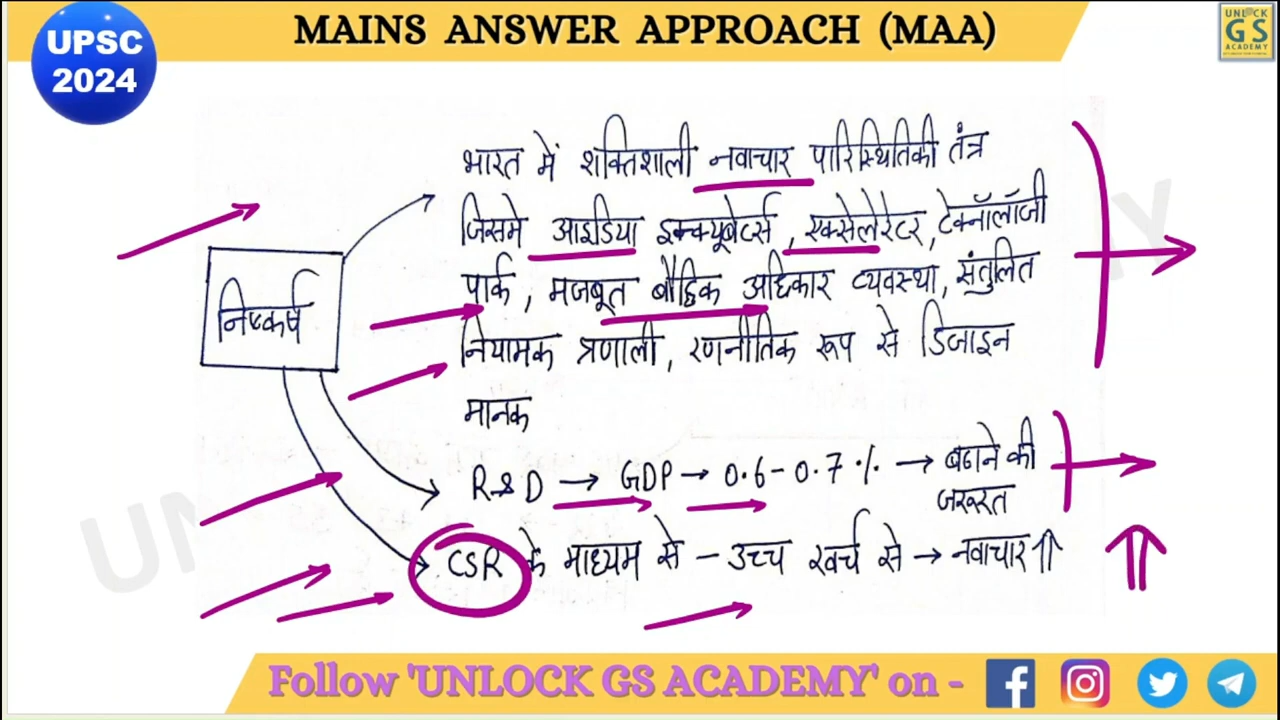 UPSC 2024
MAINS ANSWER APPROACH (MAA)
UNLOCK GS ACADEMY
भारत में शक्तिशाली नवाचार पारिस्थितिकी तंत्र
जिसमे आइडिया इन्क्यूबेटर्स, एक्सेलेरेटर, टेक्नॉलॉजी
पार्क, मजबूत बौद्धिक अधिकार व्यवस्था, संतुलित
निष्कर्ष
नियामक प्रणाली, रणनीतिक रूप से डिजाइन
मानक
R&D → GDP → 0.6-0.7% → बढाने की
जरूरत
CSR के माध्यम से - उच्च खर्च से → नवाचार ⇑
Follow 'UNLOCK GS ACADEMY' on -